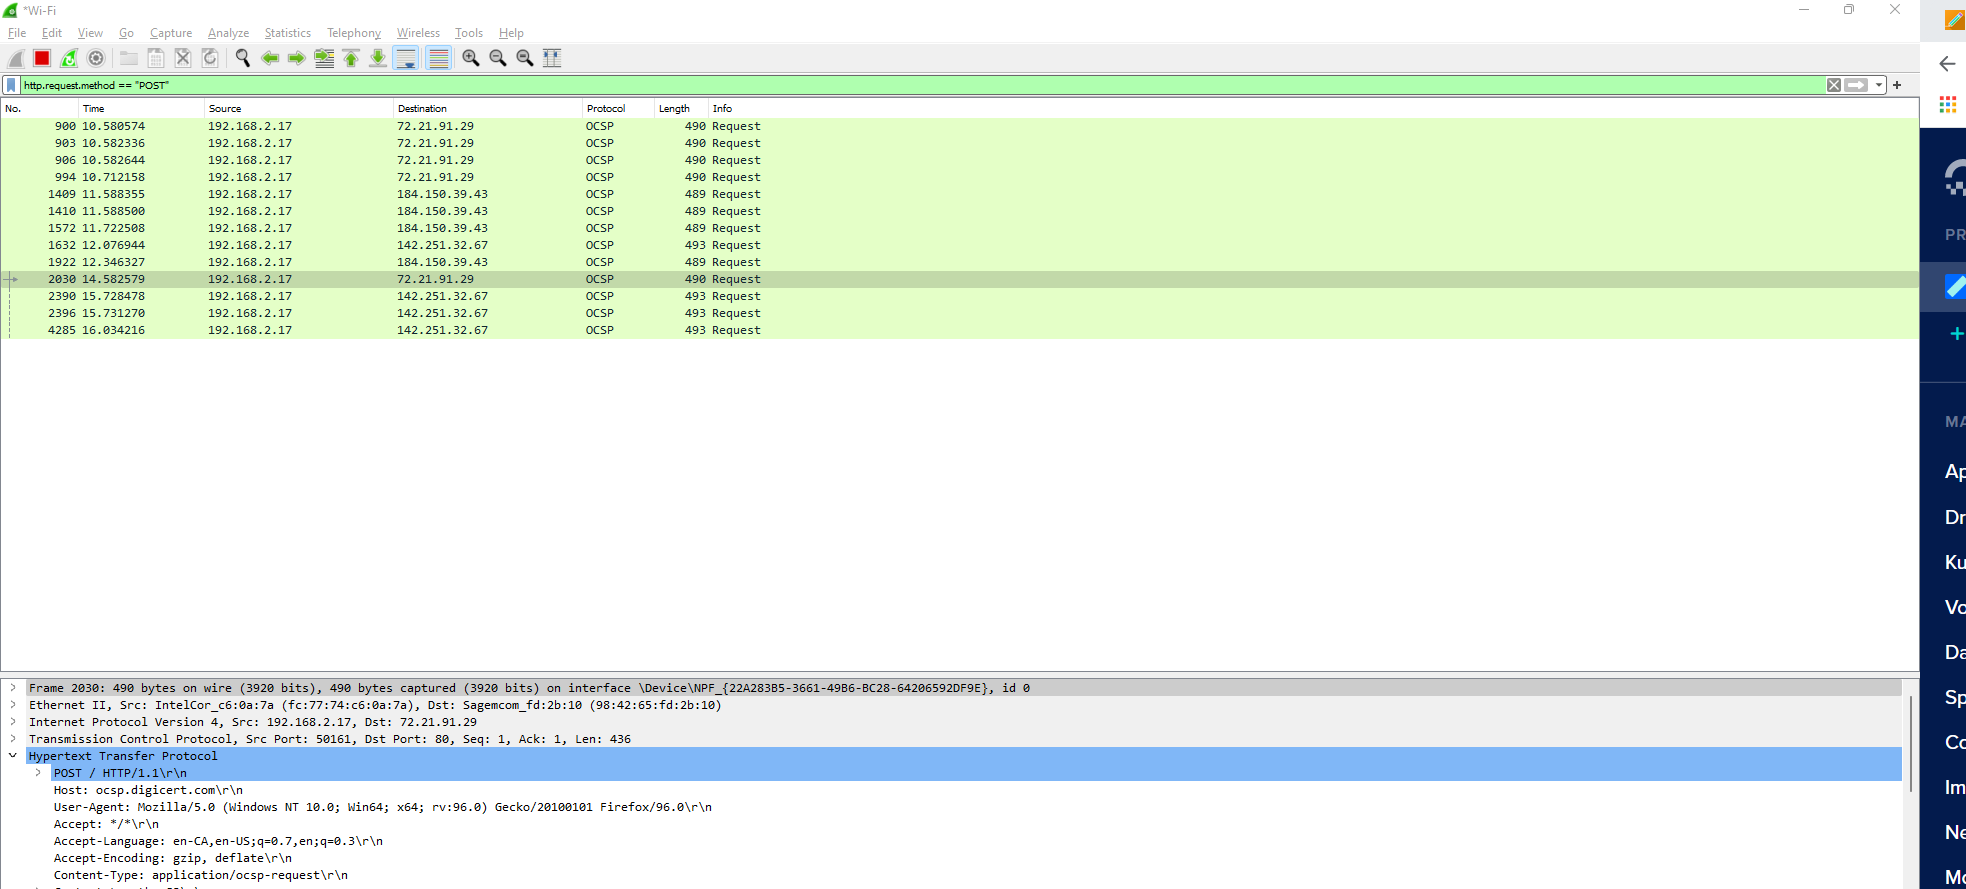 *Wi-Fi
File Edit View Go Capture Analyze Statistics Telephony Wireless Tools Help
http.request.method == "POST"
No. Time Source Destination Protocol Length Info
900 10.580574 192.168.2.17 72.21.91.29 OCSP 490 Request
903 10.582336 192.168.2.17 72.21.91.29 OCSP 490 Request
906 10.582644 192.168.2.17 72.21.91.29 OCSP 490 Request
994 10.712158 192.168.2.17 72.21.91.29 OCSP 490 Request
1409 11.588355 192.168.2.17 184.150.39.43 OCSP 489 Request
1410 11.588500 192.168.2.17 184.150.39.43 OCSP 489 Request
1572 11.722508 192.168.2.17 184.150.39.43 OCSP 489 Request
1632 12.076944 192.168.2.17 142.251.32.67 OCSP 493 Request
1922 12.346327 192.168.2.17 184.150.39.43 OCSP 489 Request
2030 14.582579 192.168.2.17 72.21.91.29 OCSP 490 Request
2390 15.728478 192.168.2.17 142.251.32.67 OCSP 493 Request
2396 15.731270 192.168.2.17 142.251.32.67 OCSP 493 Request
4285 16.034216 192.168.2.17 142.251.32.67 OCSP 493 Request
Frame 2030: 490 bytes on wire (3920 bits), 490 bytes captured (3920 bits) on interface \Device\NPF_{22A283B5-3661-49B6-BC28-64206592DF9E}, id 0
Ethernet II, Src: IntelCor_c6:0a:7a (fc:77:74:c6:0a:7a), Dst: Sagemcom_fd:2b:10 (98:42:65:fd:2b:10)
Internet Protocol Version 4, Src: 192.168.2.17, Dst: 72.21.91.29
Transmission Control Protocol, Src Port: 50161, Dst Port: 80, Seq: 1, Ack: 1, Len: 436
Hypertext Transfer Protocol
POST / HTTP/1.1\r\n
Host: ocsp.digicert.com\r\n
User-Agent: Mozilla/5.0 (Windows NT 10.0; Win64; x64; rv:96.0) Gecko/20100101 Firefox/96.0\r\n
Accept: */*\r\n
Accept-Language: en-CA,en-US;q=0.7,en;q=0.3\r\n
Accept-Encoding: gzip, deflate\r\n
Content-Type: application/ocsp-request\r\n
PR
MA
Ap
Dr
Ku
Vo
Da
Sp
Co
Im
Ne
Mo